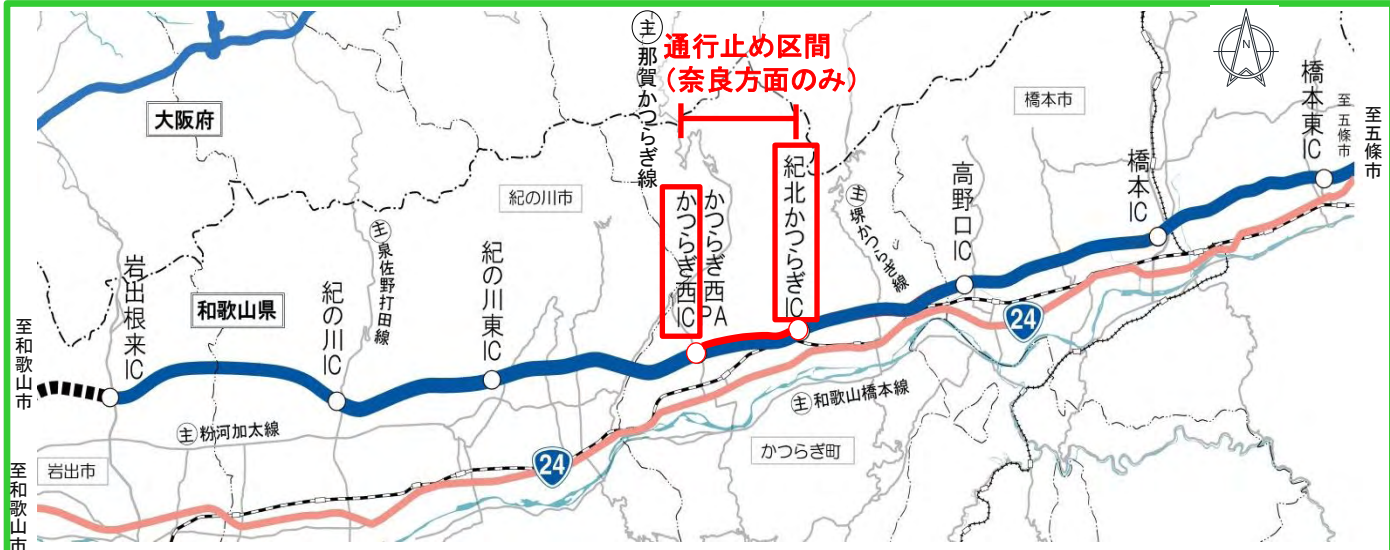 通行止め区間
(奈良方面のみ)
N
大阪府
㊟那賀かつらぎ線
橋本市
橋本東IC
至五條市
至五條市
紀の川市
かつらぎ西IC
かつらぎ西PA
紀北かつらぎIC
主堺かつらぎ線
高野口IC
橋本IC
岩出根来IC
和歌山県
紀の川IC
主泉佐野打田線
紀の川東IC
24
至和歌山市
主和歌山橋本線
主粉河加太線
24
かつらぎ町
岩出市
至和歌山市